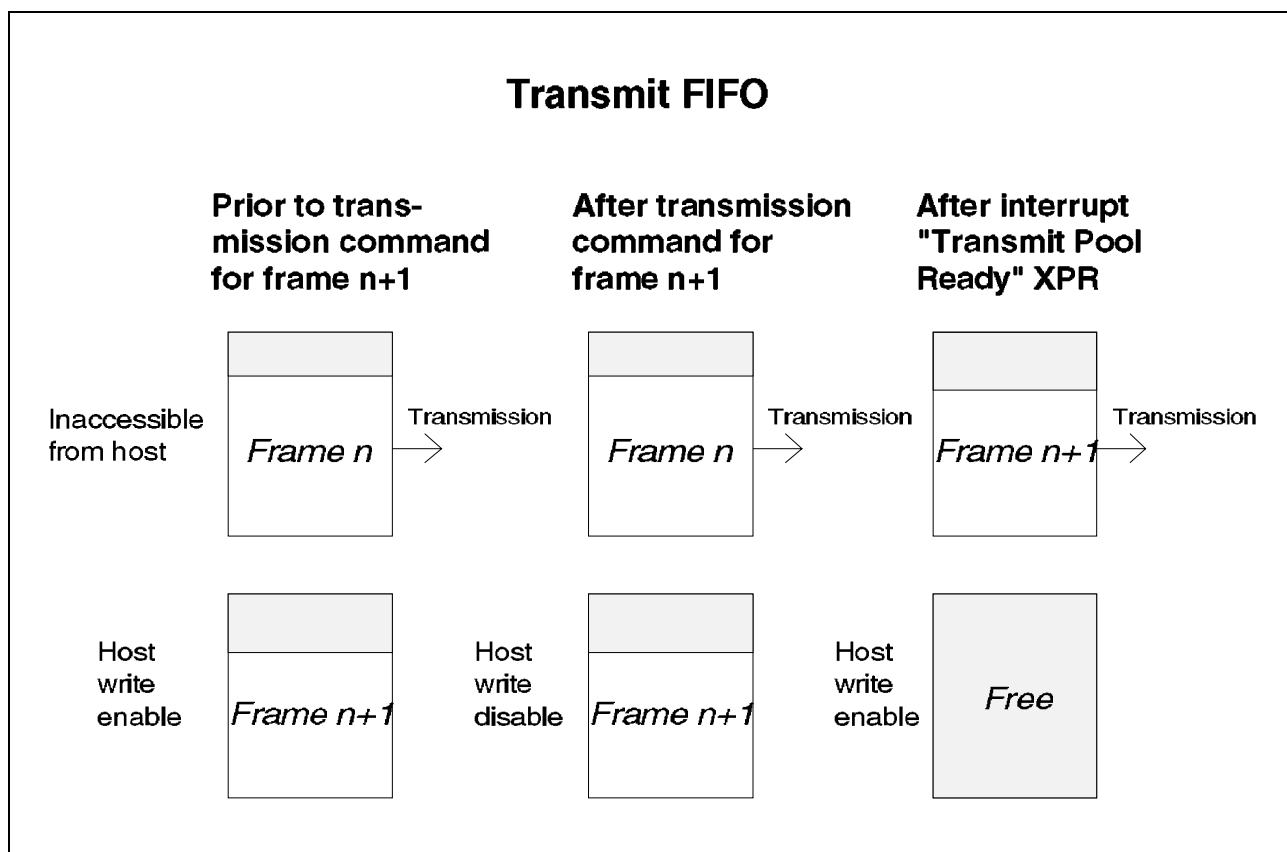 Transmit FIFO
Prior to trans-
mission command
for frame n+1
After transmission
command for
frame n+1
After interrupt
"Transmit Pool
Ready" XPR
Inaccessible
from host
Frame n
Transmission
Frame n
Transmission
Frame n+1
Transmission
Host
write
enable
Frame n+1
Host
write
disable
Frame n+1
Host
write
enable
Free